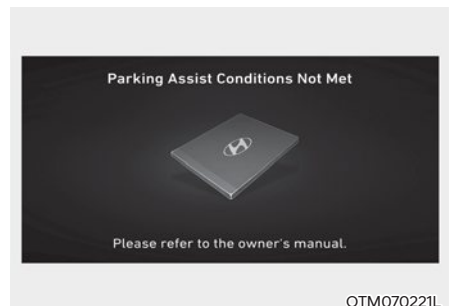 Parking Assist Conditions Not Met
Please refer to the owner's manual.
OTM070221L